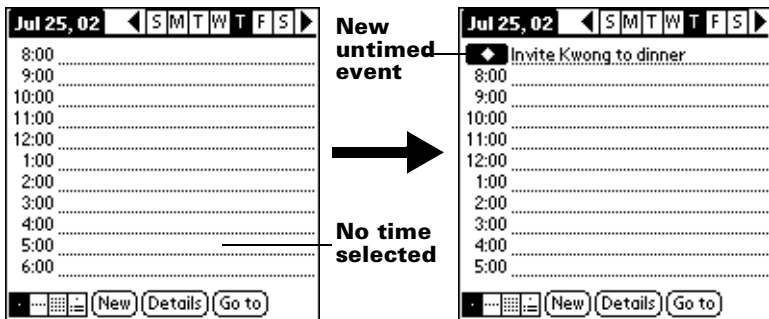 Jul 25, 02 S M T W T F S
8:00
9:00
10:00
11:00
12:00
1:00
2:00
3:00
4:00
5:00
6:00
New Details Go to
New
untimed
event
No time
selected
Jul 25, 02 S M T W T F S
Invite Kwong to dinner
8:00
9:00
10:00
11:00
12:00
1:00
2:00
3:00
4:00
5:00
New Details Go to